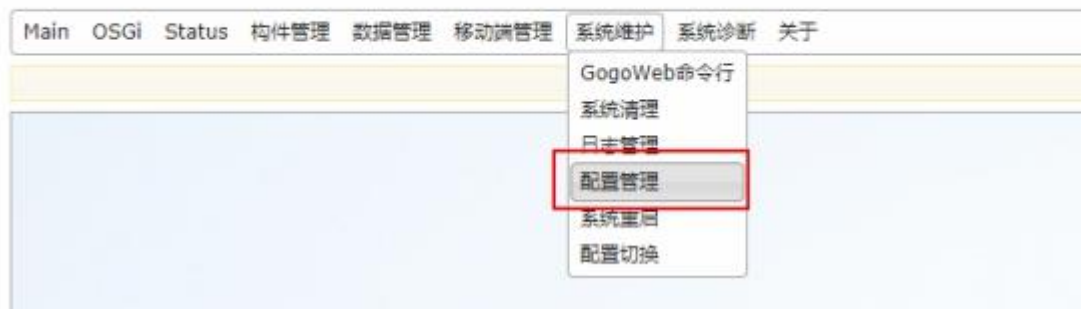 Main OSGi Status 构件管理 数据管理 移动端管理 系统维护 系统诊断 关于
GogoWeb命令行
系统清理
日志管理
配置管理
系统重启
配置切换